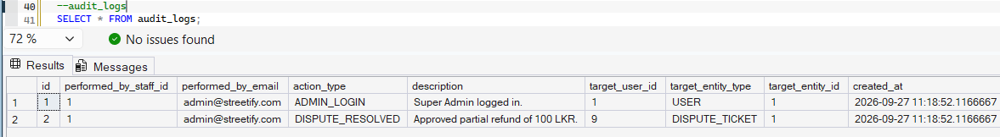 40 --audit_logs
41 SELECT * FROM audit_logs;
72 % No issues found
Results Messages
id performed_by_staff_id performed_by_email action_type description target_user_id target_entity_type target_entity_id created_at
1 1 1 admin@streetify.com ADMIN_LOGIN Super Admin logged in. 1 USER 1 2026-09-27 11:18:52.1166667
2 2 1 admin@streetify.com DISPUTE_RESOLVED Approved partial refund of 100 LKR. 9 DISPUTE_TICKET 1 2026-09-27 11:18:52.1166667